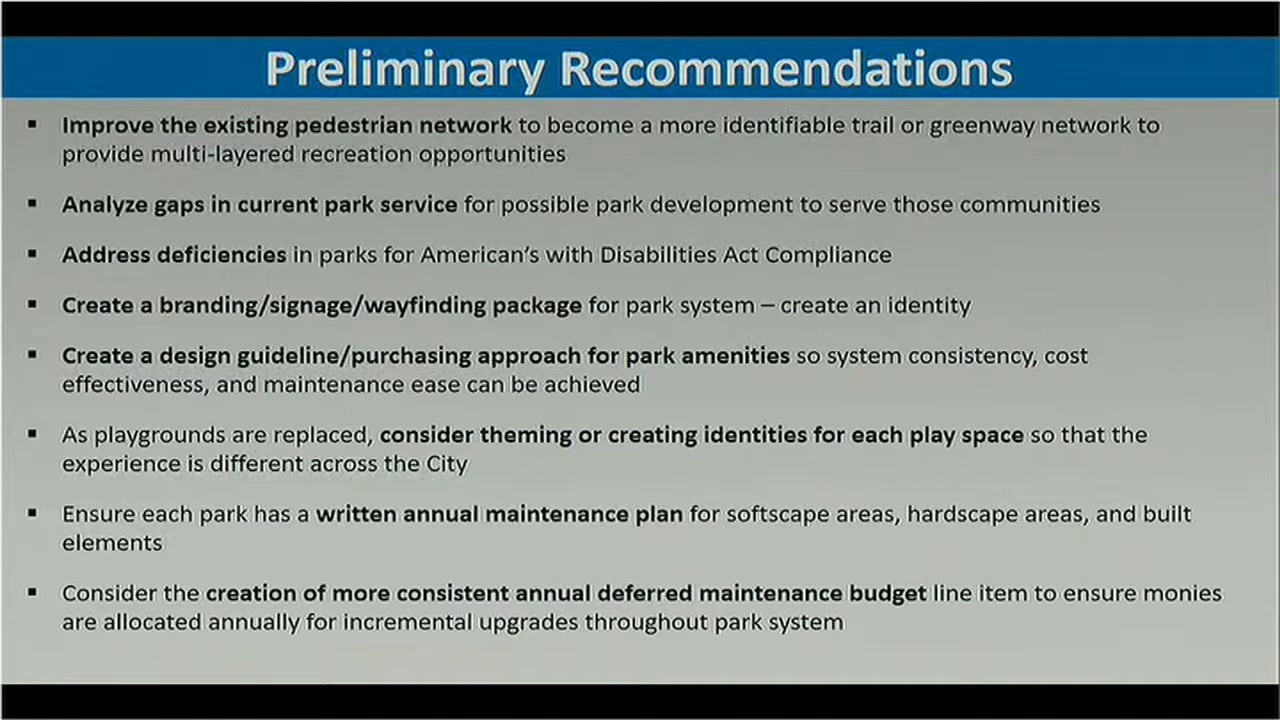 Preliminary Recommendations
▪ Improve the existing pedestrian network to become a more identifiable trail or greenway network to
provide multi-layered recreation opportunities
▪ Analyze gaps in current park service for possible park development to serve those communities
▪ Address deficiencies in parks for American's with Disabilities Act Compliance
▪ Create a branding/signage/wayfinding package for park system – create an identity
▪ Create a design guideline/purchasing approach for park amenities so system consistency, cost
effectiveness, and maintenance ease can be achieved
▪ As playgrounds are replaced, consider theming or creating identities for each play space so that the
experience is different across the City
▪ Ensure each park has a written annual maintenance plan for softscape areas, hardscape areas, and built
elements
▪ Consider the creation of more consistent annual deferred maintenance budget line item to ensure monies
are allocated annually for incremental upgrades throughout park system